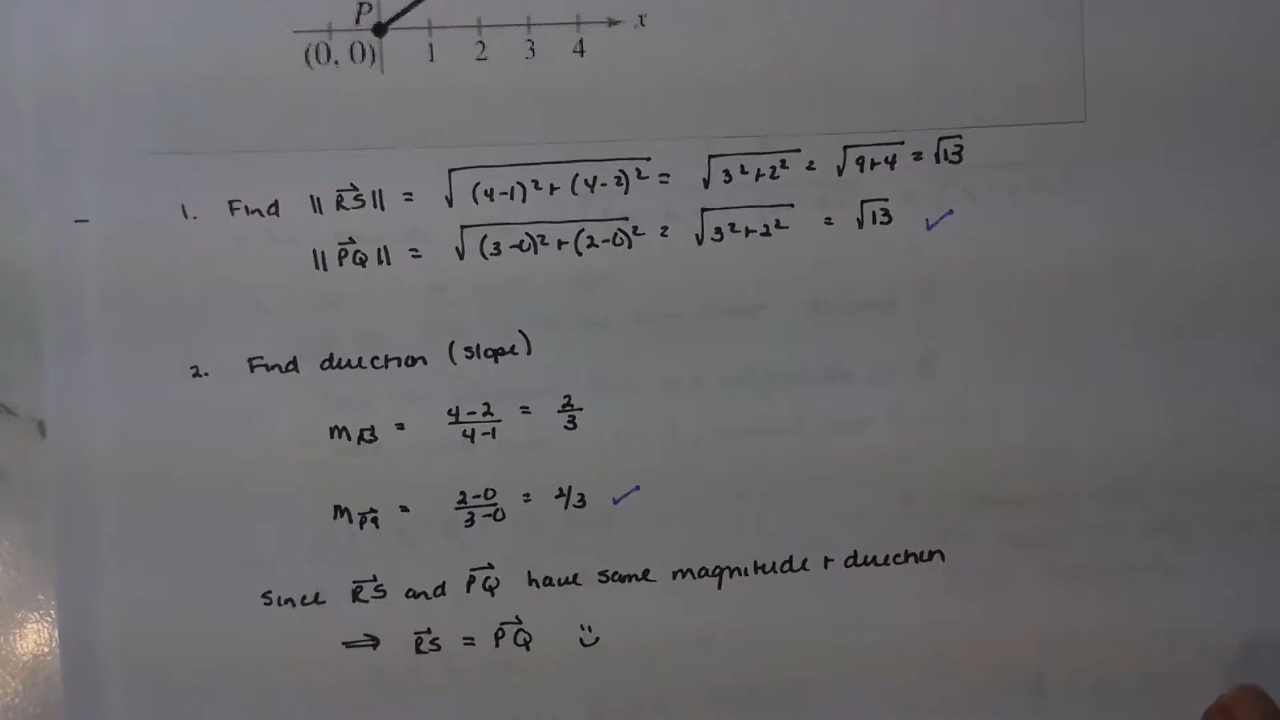 P
x
(0, 0) 1 2 3 4
1. Find ||RS⃗|| = √((4-1)²+(4-2)²) = √(3²+2²) = √(9+4) = √13
||PQ⃗|| = √((3-0)²+(2-0)²) = √(3²+2²) = √13 ✓
2. Find direction (slope)
m RS⃗ = (4-2)/(4-1) = 2/3
m PQ⃗ = (2-0)/(3-0) = 2/3 ✓
Since RS⃗ and PQ⃗ have same magnitude + direction
⇒ RS⃗ = PQ⃗ ü